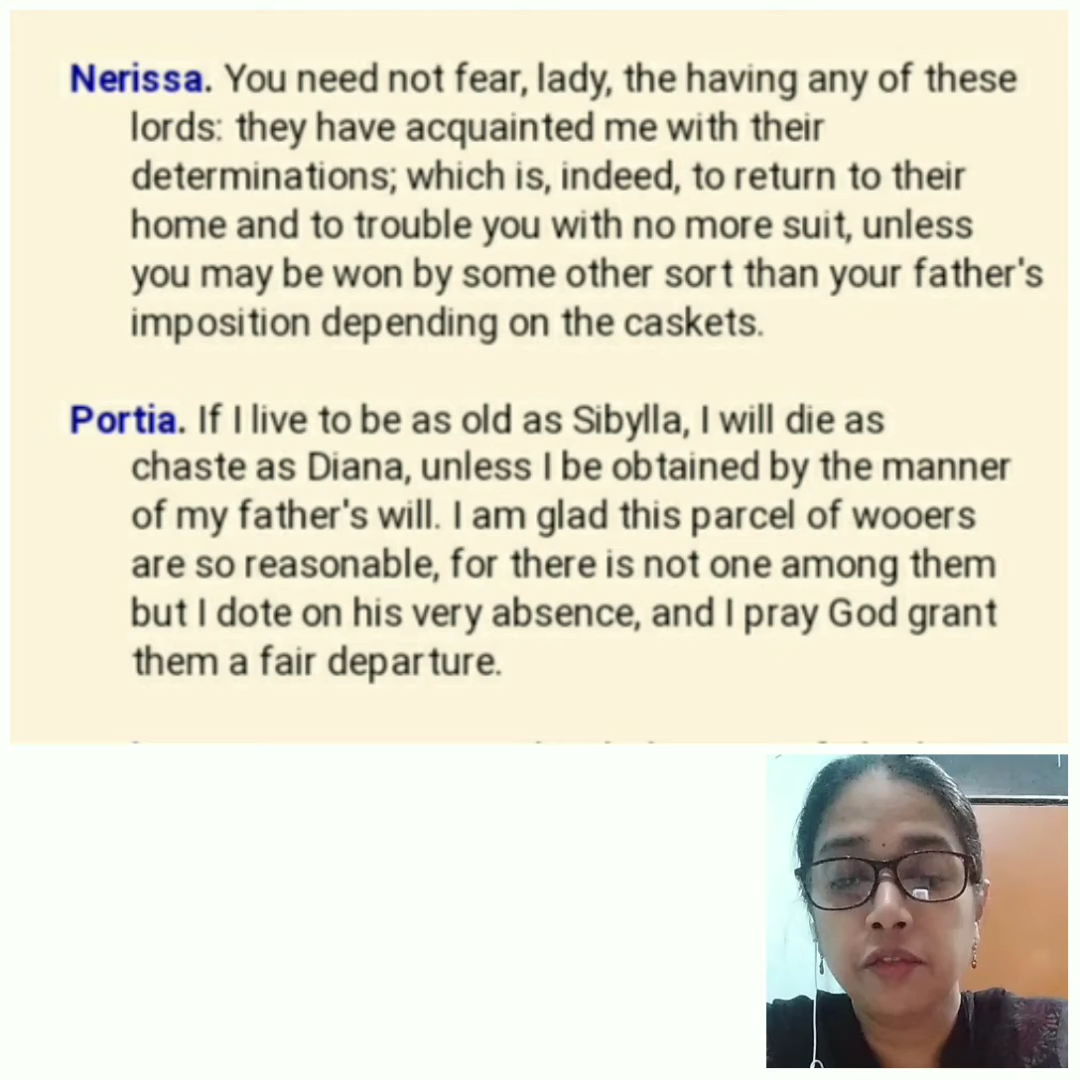 Nerissa. You need not fear, lady, the having any of these
lords: they have acquainted me with their
determinations; which is, indeed, to return to their
home and to trouble you with no more suit, unless
you may be won by some other sort than your father's
imposition depending on the caskets.
Portia. If I live to be as old as Sibylla, I will die as
chaste as Diana, unless I be obtained by the manner
of my father's will. I am glad this parcel of wooers
are so reasonable, for there is not one among them
but I dote on his very absence, and I pray God grant
them a fair departure.